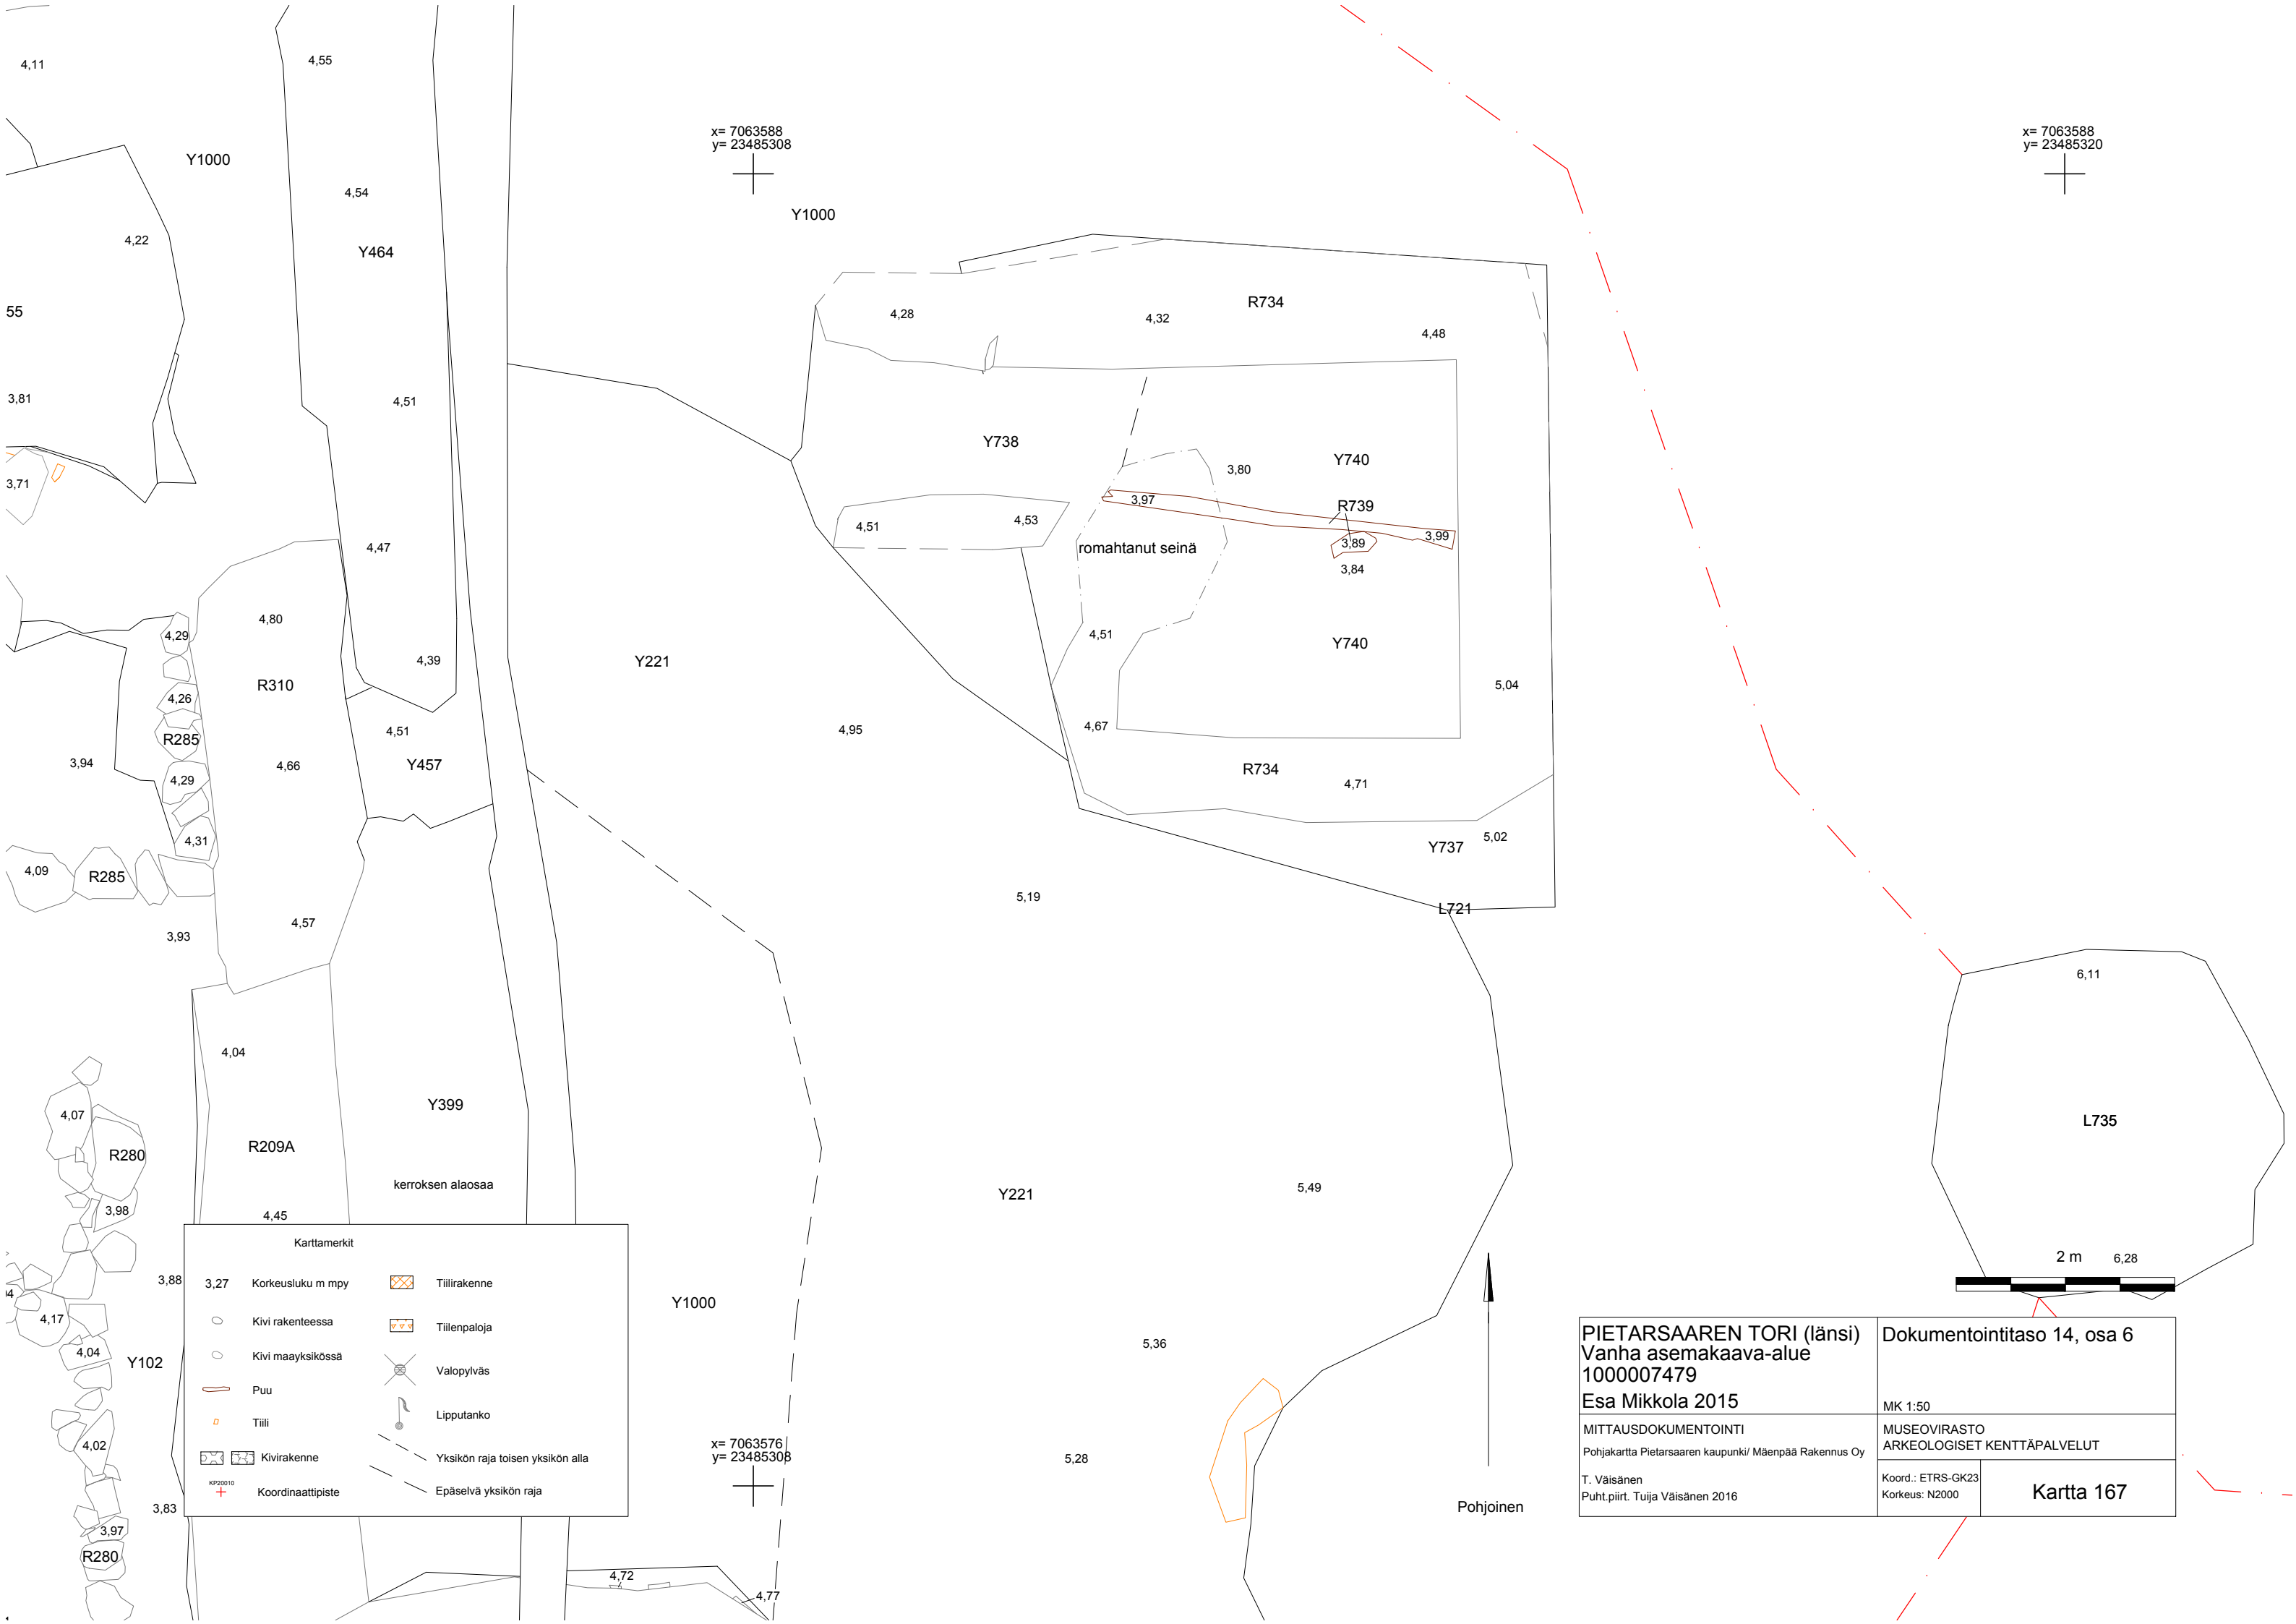 4,11
4,55
x= 7063588
y= 23485308
x= 7063588
y= 23485320
Y1000
4,54
Y1000
4,22
Y464
55
4,28
4,32
R734
4,48
3,81
4,51
Y738
3,80
Y740
3,71
3,97
R739
4,51
4,53
3,99
4,47
romahtanut seinä
3,89
3,84
4,80
4,29
4,51
Y740
4,39
Y221
R310
4,26
5,04
4,51
4,95
4,67
R285
3,94
4,66
Y457
R734
4,71
4,29
4,31
5,02
Y737
4,09
R285
5,19
L721
4,57
3,93
6,11
4,04
4,07
Y399
L735
R209A
R280
kerroksen alaosaa
Y221
5,49
3,98
4,45
Karttamerkit
3,88
3,27 Korkeusluku m mpy
Tiilirakenne
Kivi rakenteessa
Tiilenpaloja
Kivi maayksikössä
Valopylväs
Puu
Tiili
Lipputanko
Kivirakenne
Yksikön raja toisen yksikön alla
KP20010
Koordinaattipiste
Epäselvä yksikön raja
2 m
6,28
Y1000
4,17
5,36
4,04
Y102
4,02
x= 7063576
y= 23485308
5,28
3,83
Pohjoinen
3,97
R280
4,72
4,77
PIETARSAAREN TORI (länsi)
Vanha asemakaava-alue
1000007479
Esa Mikkola 2015
Dokumentointitaso 14, osa 6
MK 1:50
MITTAUSDOKUMENTOINTI
Pohjakartta Pietarsaaren kaupunki/ Mäenpää Rakennus Oy
T. Väisänen
Puht.piirt. Tuija Väisänen 2016
MUSEOVIRASTO
ARKEOLOGISET KENTTÄPALVELUT
Koord.: ETRS-GK23
Korkeus: N2000
Kartta 167